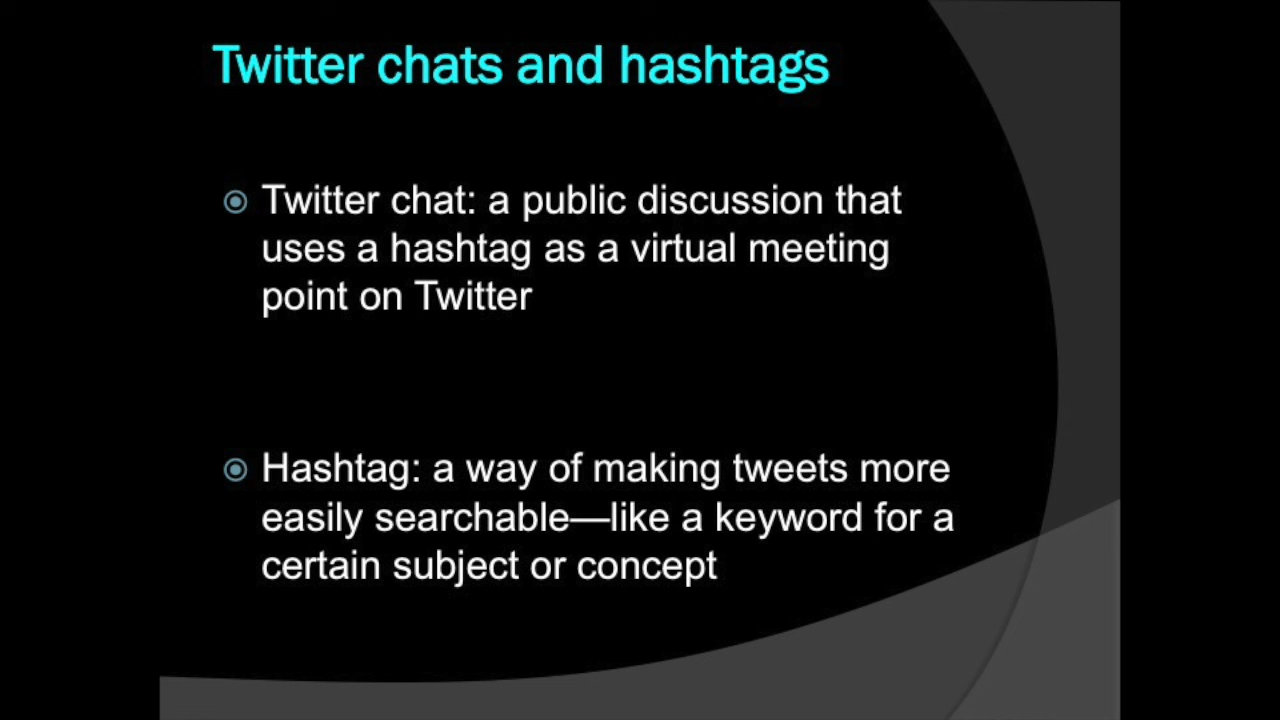 Twitter chats and hashtags
Twitter chat: a public discussion that
uses a hashtag as a virtual meeting
point on Twitter
Hashtag: a way of making tweets more
easily searchable—like a keyword for a
certain subject or concept